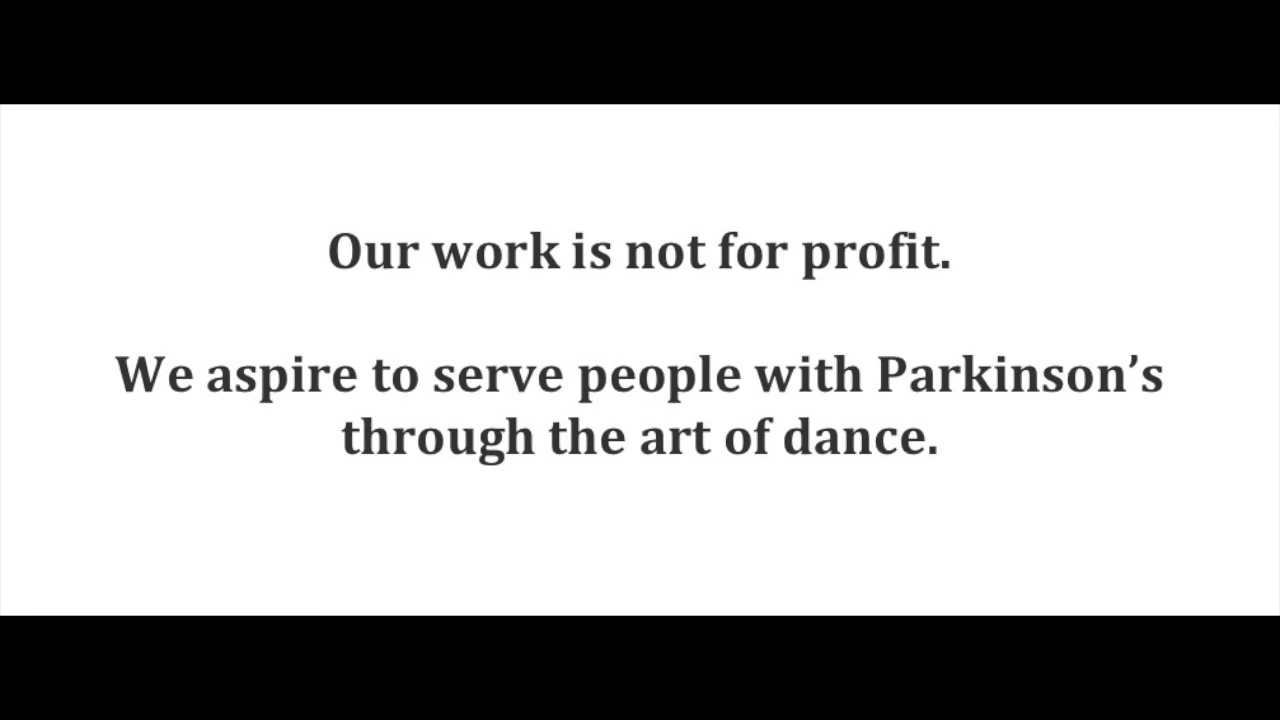 Our work is not for profit.
We aspire to serve people with Parkinson’s
through the art of dance.